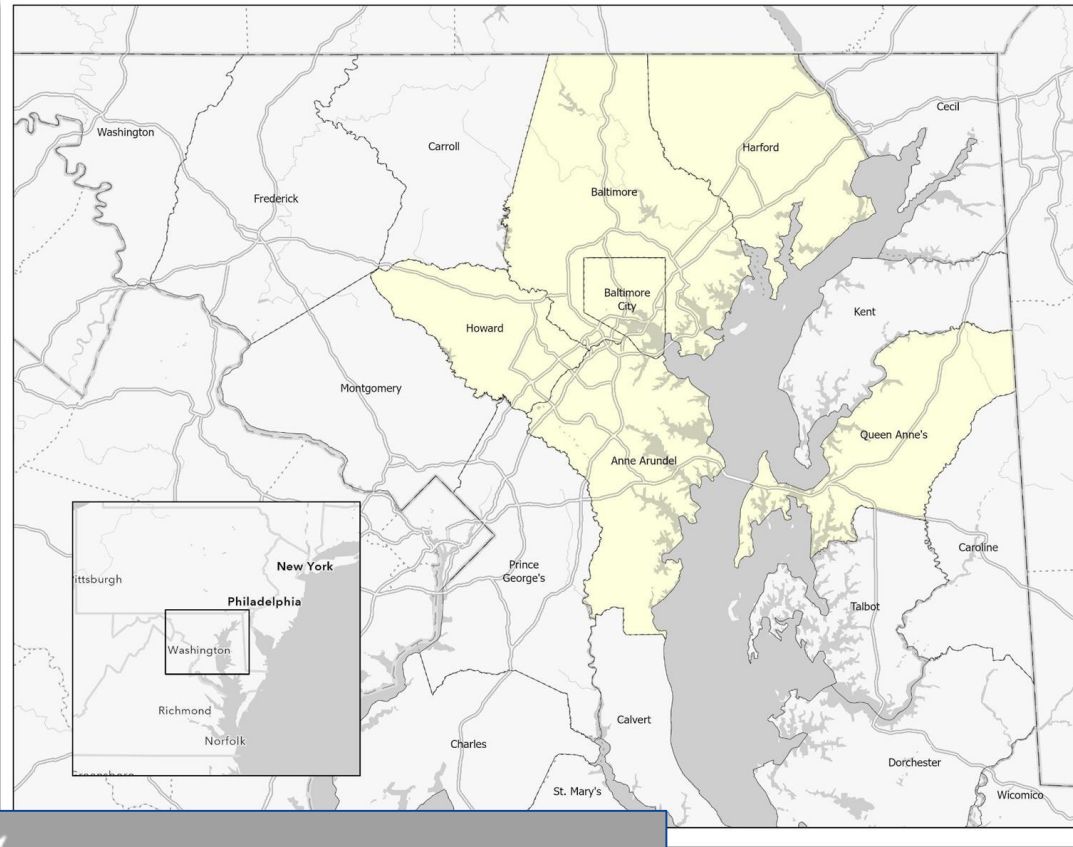 Washington
Frederick
Carroll
Baltimore
Harford
Cecil
Baltimore
City
Howard
Kent
Montgomery
Anne Arundel
Queen Anne's
Prince
George's
Caroline
Talbot
Calvert
Charles
St. Mary's
Dorchester
Wicomico
New York
Philadelphia
Washington
Richmond
Norfolk